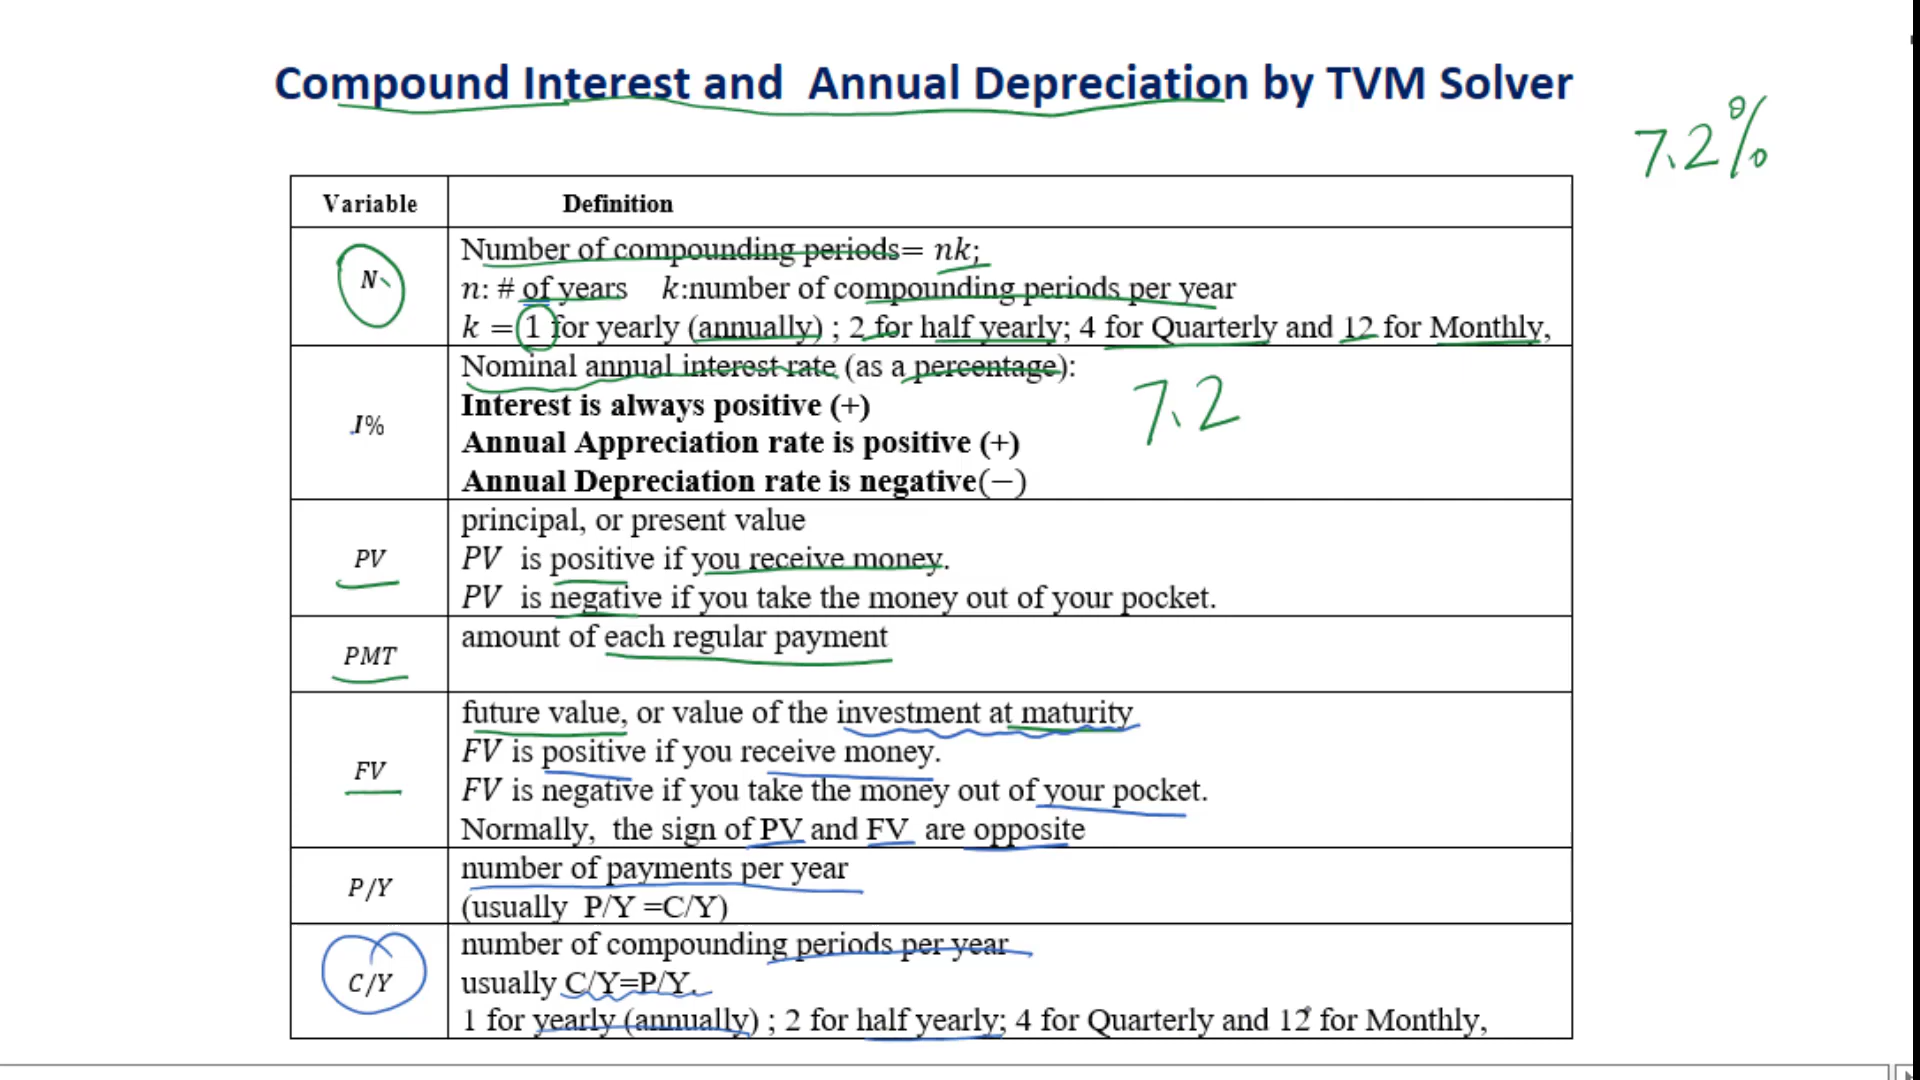 Compound Interest and Annual Depreciation by TVM Solver
7.2%
Variable Definition
N
Number of compounding periods= nk;
n: # of years k:number of compounding periods per year
k = 1 for yearly (annually) ; 2 for half yearly; 4 for Quarterly and 12 for Monthly,
I%
Nominal annual interest rate (as a percentage):
7.2
Interest is always positive (+)
Annual Appreciation rate is positive (+)
Annual Depreciation rate is negative(−)
PV
principal, or present value
PV is positive if you receive money.
PV is negative if you take the money out of your pocket.
PMT
amount of each regular payment
FV
future value, or value of the investment at maturity
FV is positive if you receive money.
FV is negative if you take the money out of your pocket.
Normally, the sign of PV and FV are opposite
P/Y
number of payments per year
(usually P/Y =C/Y)
C/Y
number of compounding periods per year
usually C/Y=P/Y.
1 for yearly (annually) ; 2 for half yearly; 4 for Quarterly and 12 for Monthly,